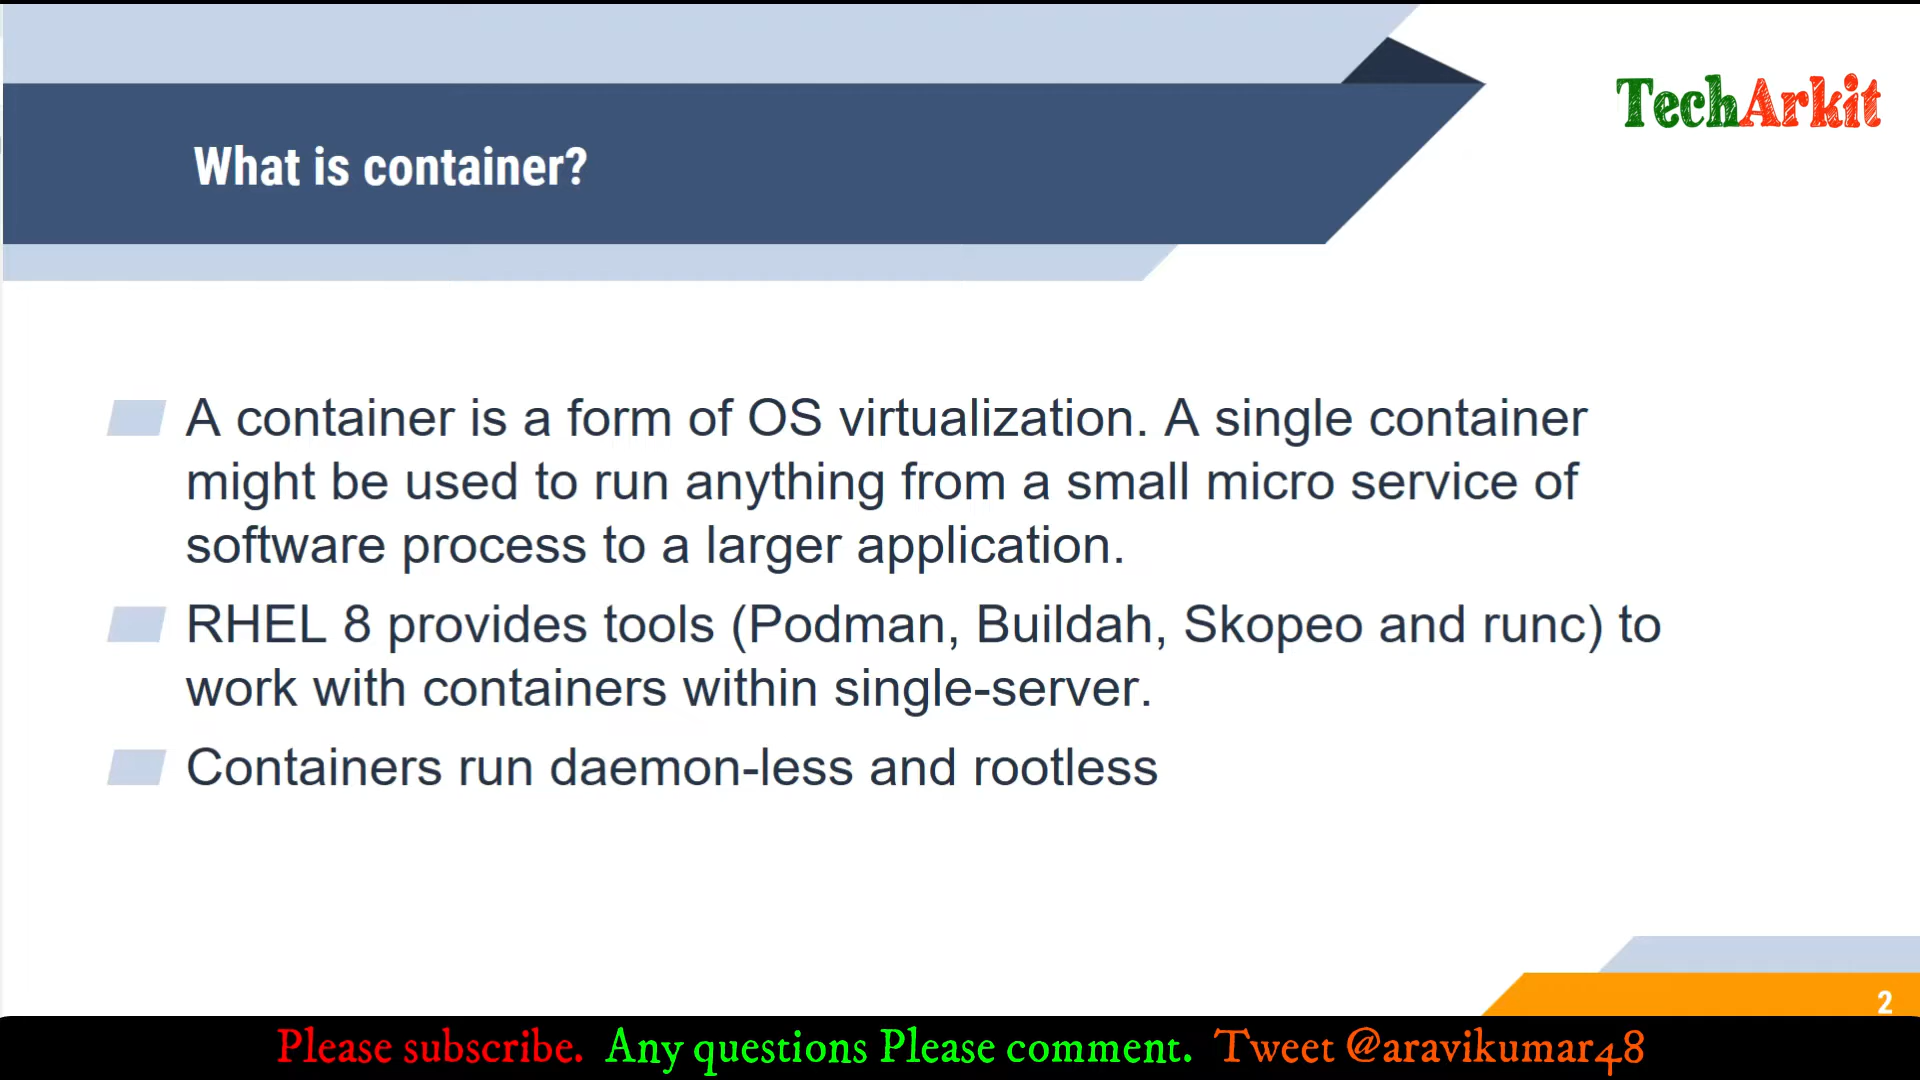 TechArkit
What is container?
A container is a form of OS virtualization. A single container
might be used to run anything from a small micro service of
software process to a larger application.
RHEL 8 provides tools (Podman, Buildah, Skopeo and runc) to
work with containers within single-server.
Containers run daemon-less and rootless
2
Please subscribe. Any questions Please comment. Tweet @aravikumar48